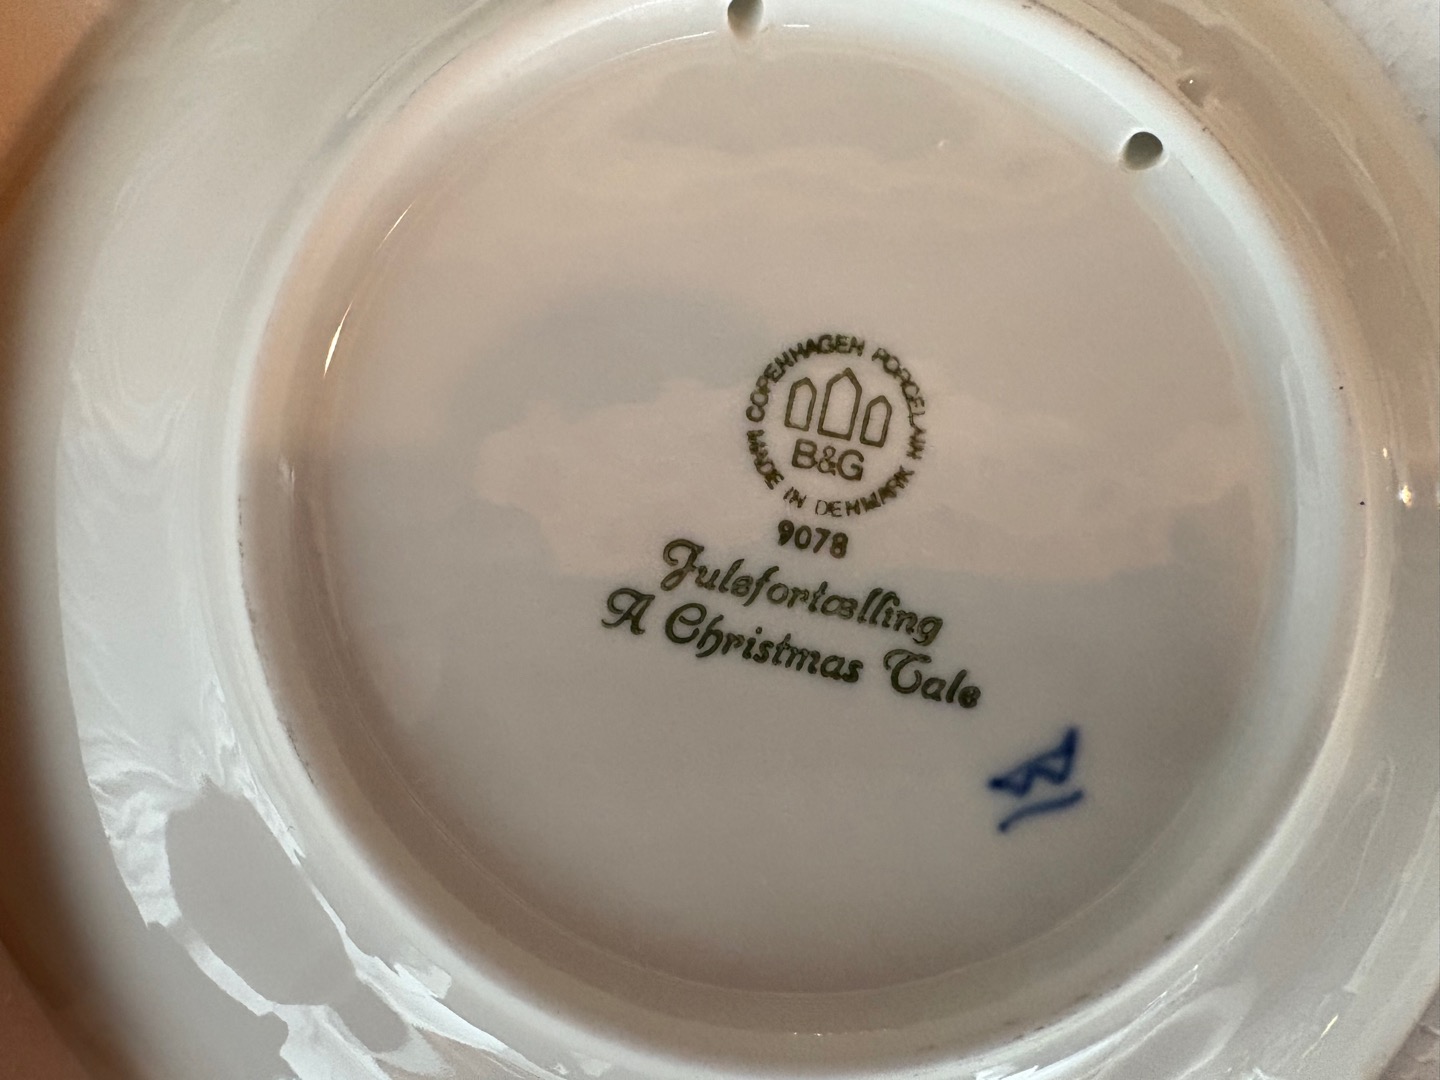 COPENHAGEN PORCELAIN
B&G
MADE IN DENMARK
9078
Julefortælling
A Christmas Tale